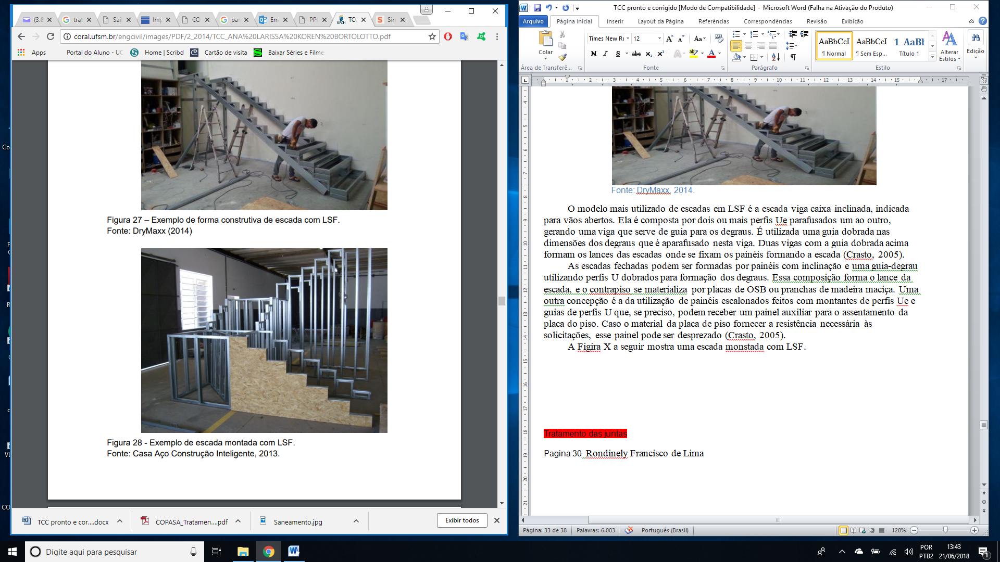 (3.8
trat
Sail
Imp
CO
par
Em
PPC
TCC
Sin
coral.ufsm.br/engcivil/images/PDF/2_2014/TCC_ANA%20LARISSA%20KOREN%20BORTOLOTTO.pdf
Apps
Portal do Aluno - UC
Home | Scribd
Cartão de visita
Baixar Séries e Filme
Figura 27 – Exemplo de forma construtiva de escada com LSF.
Fonte: DryMaxx (2014)
Figura 28 - Exemplo de escada montada com LSF.
Fonte: Casa Aço Construção Inteligente, 2013.
TCC pronto e cor....docx
COPASA_Tratamen....pdf
Saneamento.jpg
Exibir todos
TCC pronto e corrigido [Modo de Compatibilidade] - Microsoft Word (Falha na Ativação do Produto)
Arquivo
Página Inicial
Inserir
Layout da Página
Referências
Correspondências
Revisão
Exibição
Colar
Times New Ro
12
AaBbCcI
AaBbCcI
1 AaBb
¶ Normal
¶ Sem Esp...
Título 1
Alterar
Estilos
Edição
Área de Transferê...
Fonte
Parágrafo
Estilo
Fonte: DryMaxx, 2014.
O modelo mais utilizado de escadas em LSF é a escada viga caixa inclinada, indicada
para vãos abertos. Ela é composta por dois ou mais perfis Ue parafusados um ao outro,
gerando uma viga que serve de guia para os degraus. É utilizada uma guia dobrada nas
dimensões dos degraus que é aparafusado nesta viga. Duas vigas com a guia dobrada acima
formam os lances das escadas onde se fixam os painéis formando a escada (Crasto, 2005).
As escadas fechadas podem ser formadas por painéis com inclinação e uma guia-degrau
utilizando perfis U dobrados para formação dos degraus. Essa composição forma o lance da
escada, e o contrapiso se materializa por placas de OSB ou pranchas de madeira maciça. Uma
outra concepção é a da utilização de painéis escalonados feitos com montantes de perfis Ue e
guias de perfis U que, se preciso, podem receber um painel auxiliar para o assentamento da
placa do piso. Caso o material da placa de piso fornecer a resistência necessária às
solicitações, esse painel pode ser desprezado (Crasto, 2005).
A Figira X a seguir mostra uma escada monstada com LSF.
Tratamento das juntas
Pagina 30 Rondinely Francisco de Lima
Página: 33 de 38
Palavras: 6.003
Português (Brasil)
120%
Digite aqui para pesquisar
POR
PTB2
13:43
21/06/2018